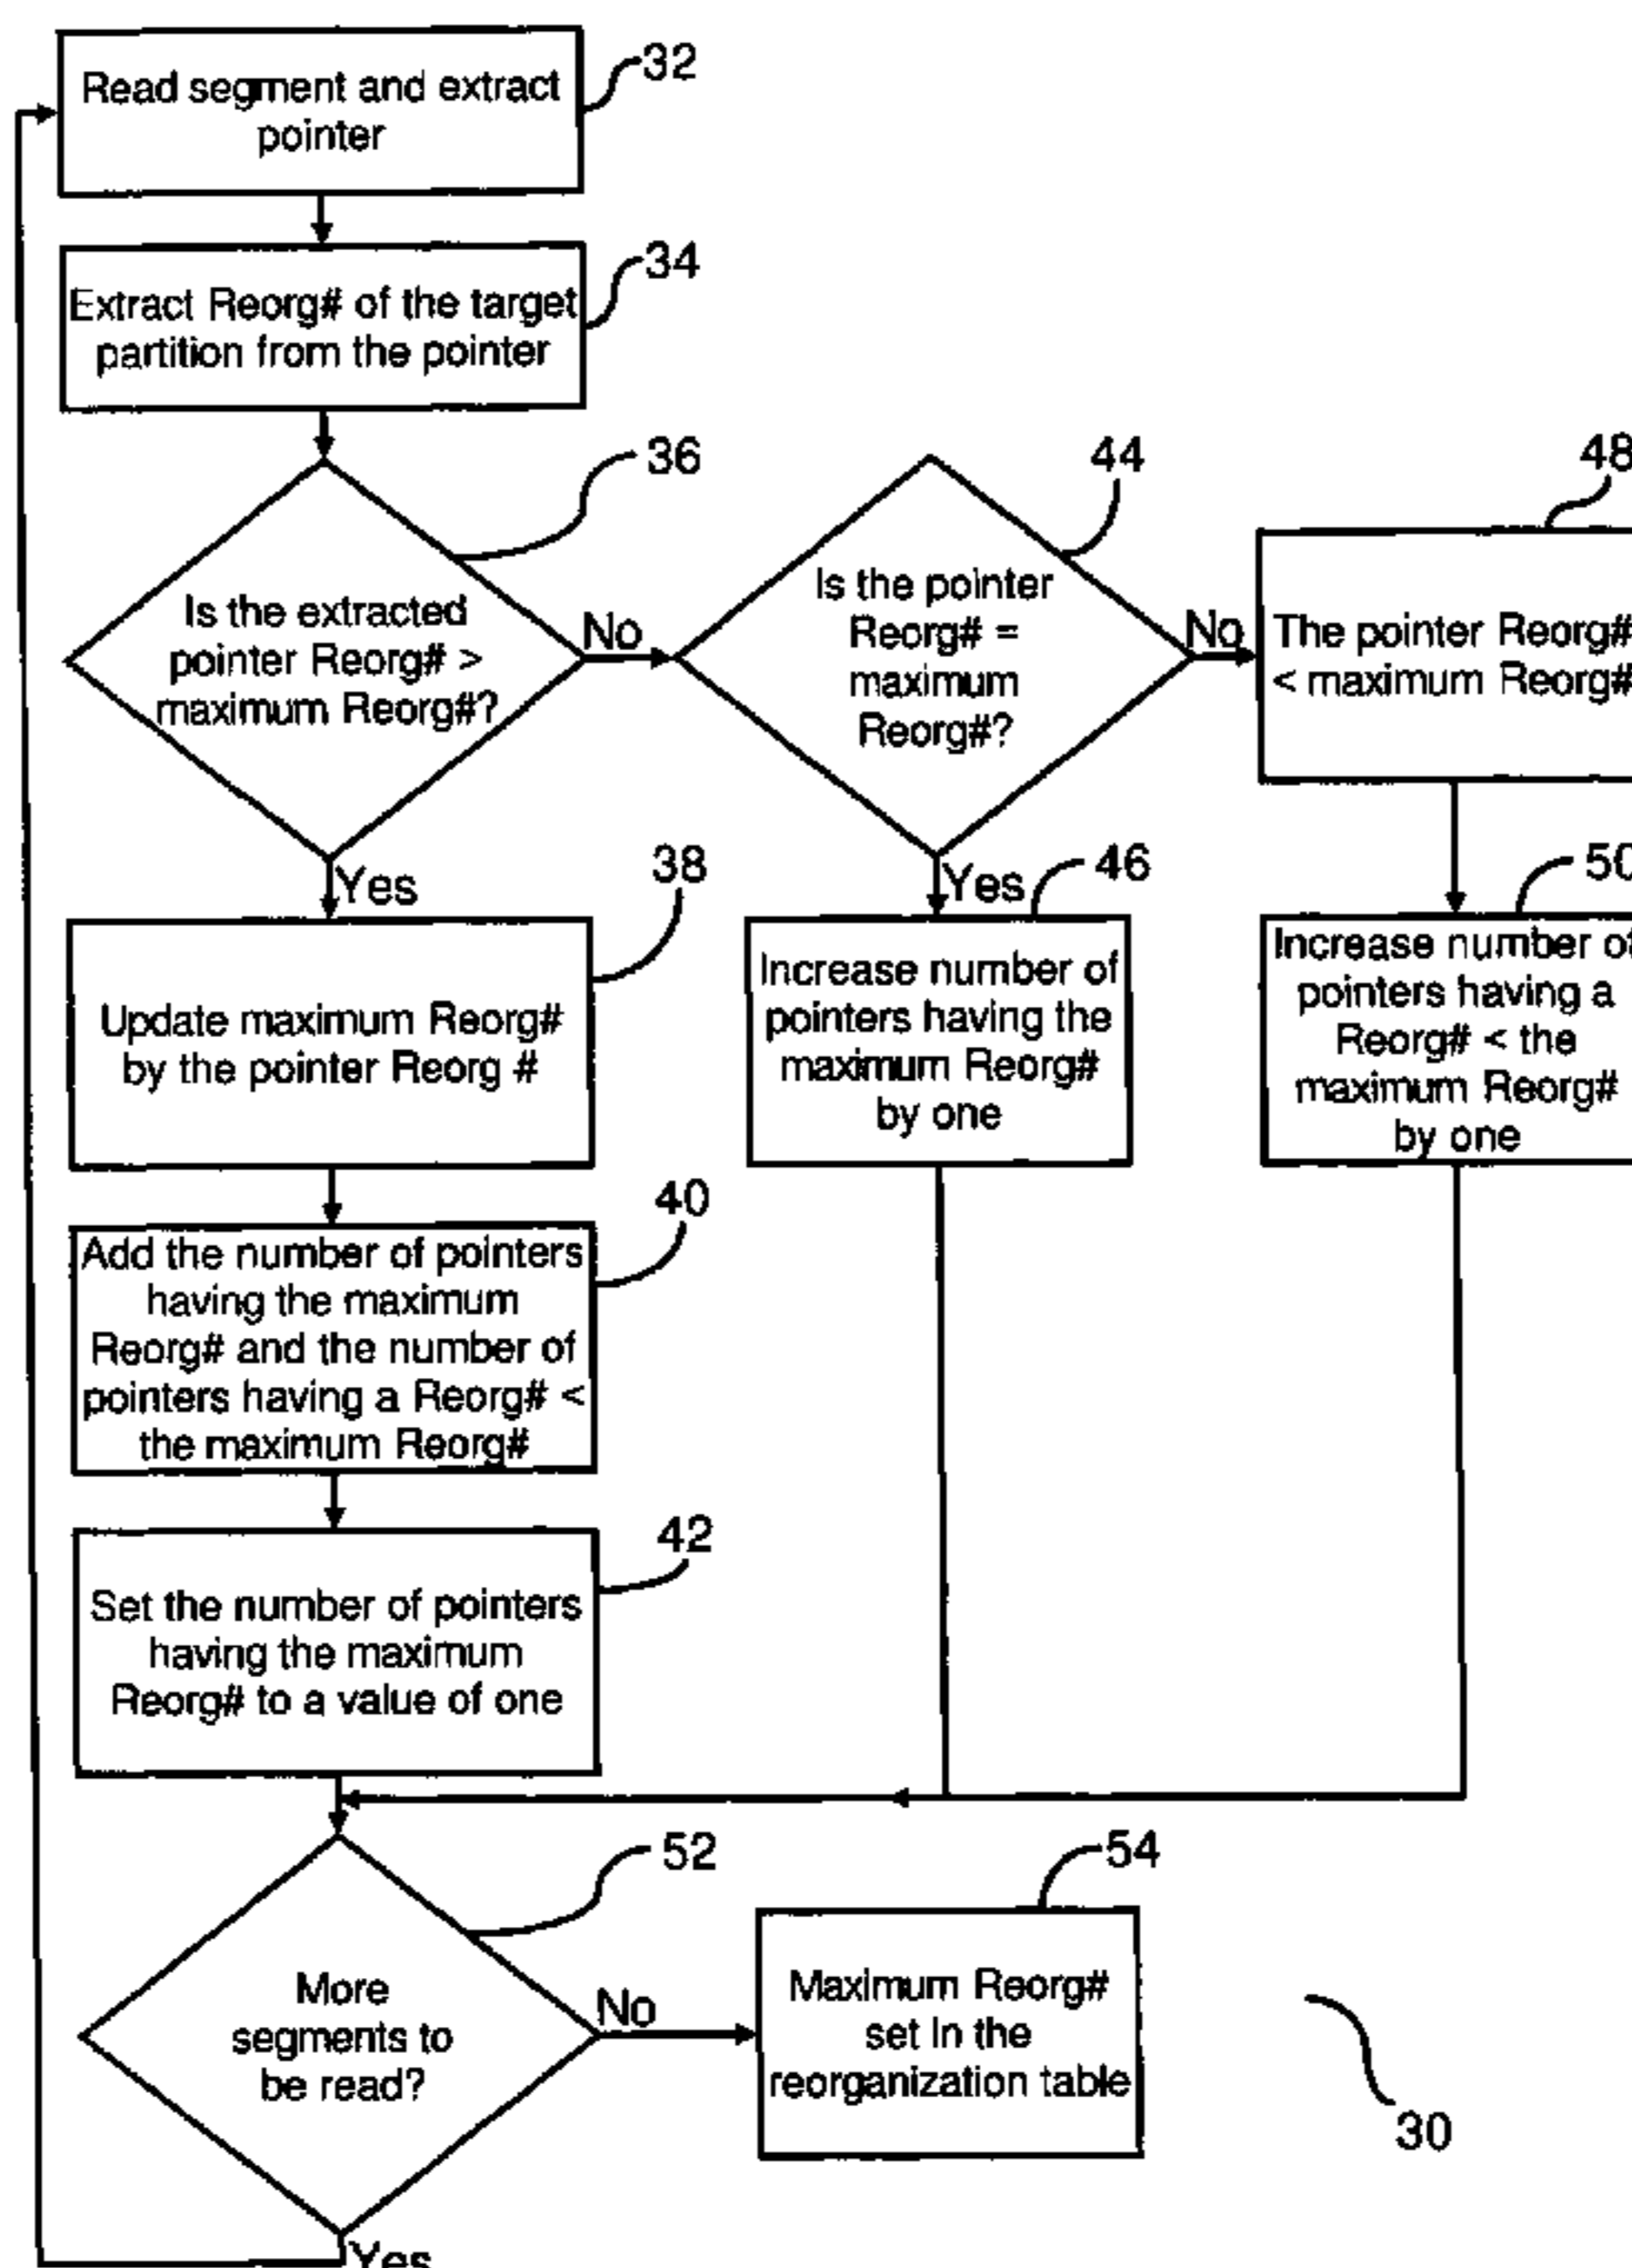 Read segment and extract
pointer
32
Extract Reorg# of the target
partition from the pointer
34
Is the extracted
pointer Reorg# >
maximum Reorg#?
36
No
Yes
Is the pointer
Reorg# =
maximum
Reorg#?
44
No
Yes
The pointer Reorg#
< maximum Reorg#
48
Update maximum Reorg#
by the pointer Reorg #
38
Increase number of
pointers having the
maximum Reorg#
by one
46
Increase number of
pointers having a
Reorg# < the
maximum Reorg#
by one
50
Add the number of pointers
having the maximum
Reorg# and the number of
pointers having a Reorg# <
the maximum Reorg#
40
Set the number of pointers
having the maximum
Reorg# to a value of one
42
More
segments to
be read?
52
No
Yes
Maximum Reorg#
set in the
reorganization table
54
30